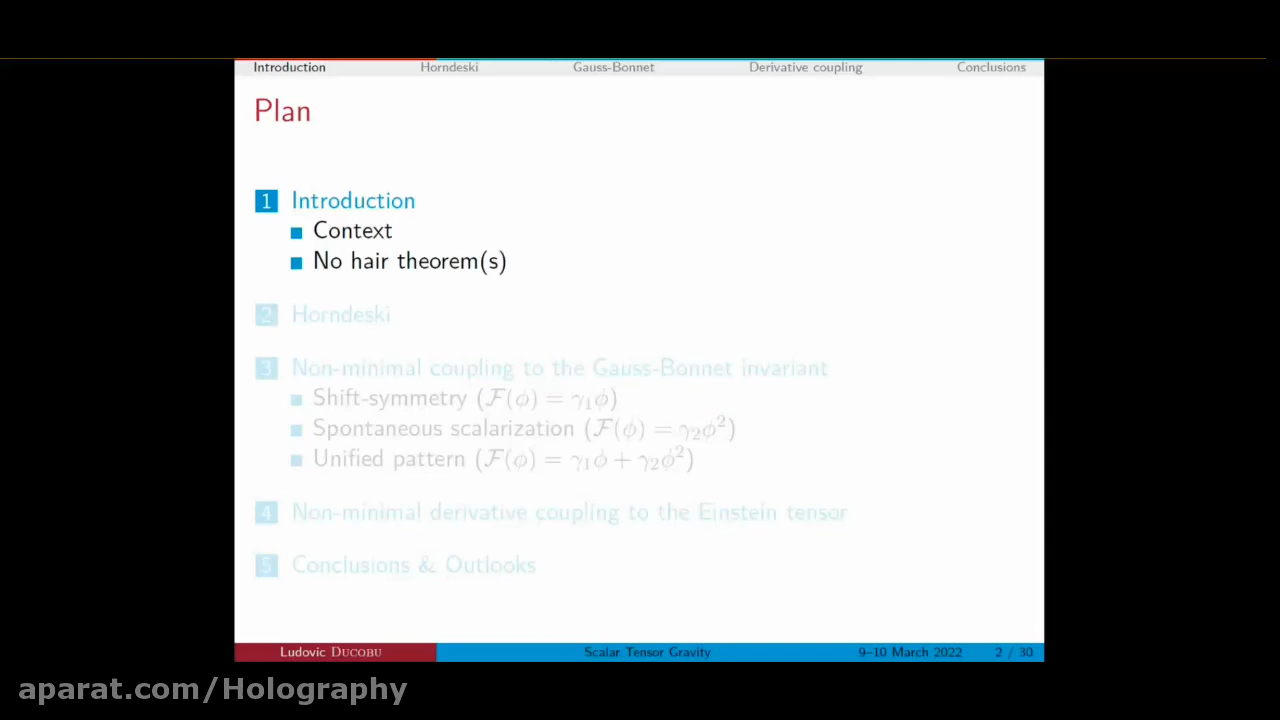 Introduction Horndeski Gauss-Bonnet Derivative coupling Conclusions
Plan
1 Introduction
Context
No hair theorem(s)
2 Horndeski
3 Non-minimal coupling to the Gauss-Bonnet invariant
Shift-symmetry (ℱ(ϕ) = γ₁ϕ)
Spontaneous scalarization (ℱ(ϕ) = γ₂ϕ²)
Unified pattern (ℱ(ϕ) = γ₁ϕ + γ₂ϕ²)
4 Non-minimal derivative coupling to the Einstein tensor
5 Conclusions & Outlooks
Ludovic DUCOBU Scalar Tensor Gravity 9–10 March 2022 2 / 30
aparat.com/Holography